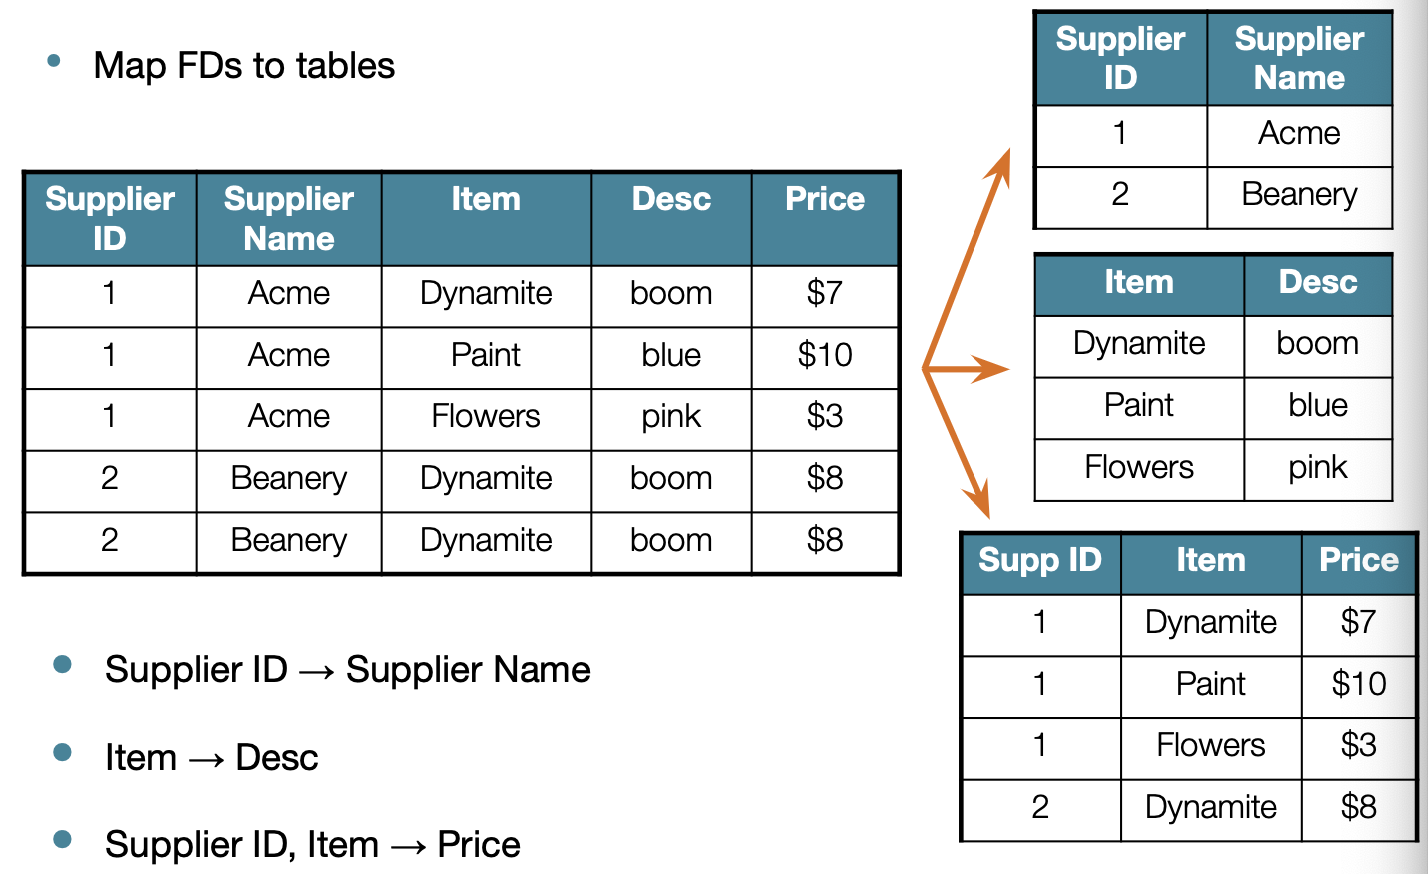 Map FDs to tables
Supplier ID Supplier Name Item Desc Price
1 Acme Dynamite boom $7
1 Acme Paint blue $10
1 Acme Flowers pink $3
2 Beanery Dynamite boom $8
2 Beanery Dynamite boom $8
Supplier ID → Supplier Name
Item → Desc
Supplier ID, Item → Price
Supplier ID Supplier Name
1 Acme
2 Beanery
Item Desc
Dynamite boom
Paint blue
Flowers pink
Supp ID Item Price
1 Dynamite $7
1 Paint $10
1 Flowers $3
2 Dynamite $8